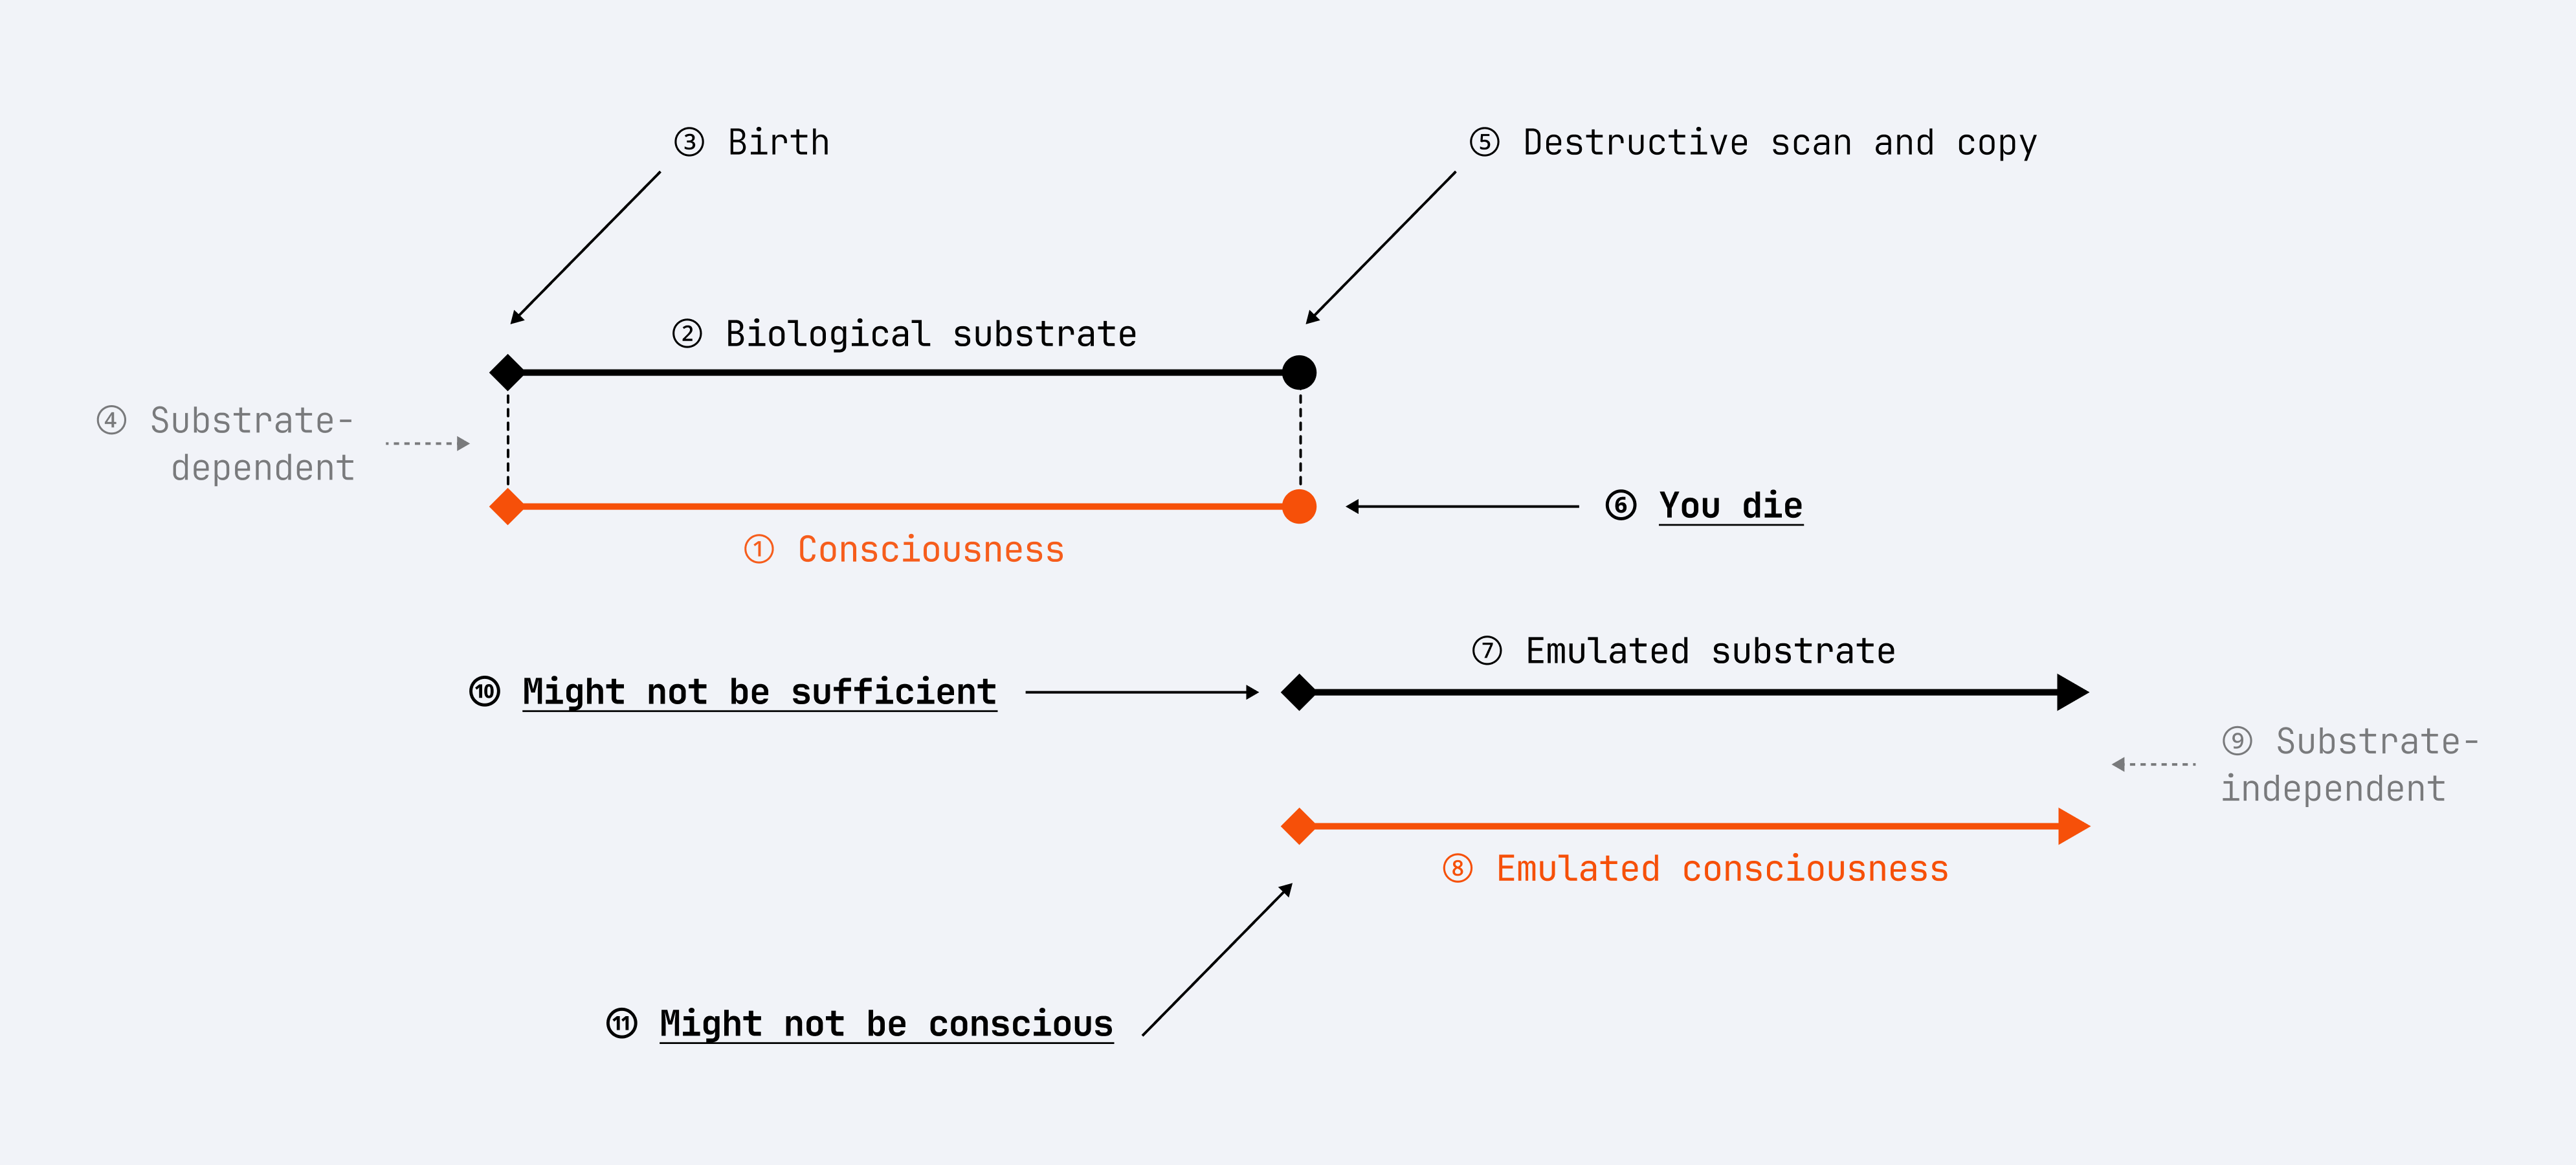 ③ Birth
⑤ Destructive scan and copy
② Biological substrate
④ Substrate-
dependent
① Consciousness
⑥ You die
⑦ Emulated substrate
⑩ Might not be sufficient
⑨ Substrate-
independent
⑧ Emulated consciousness
⑪ Might not be conscious